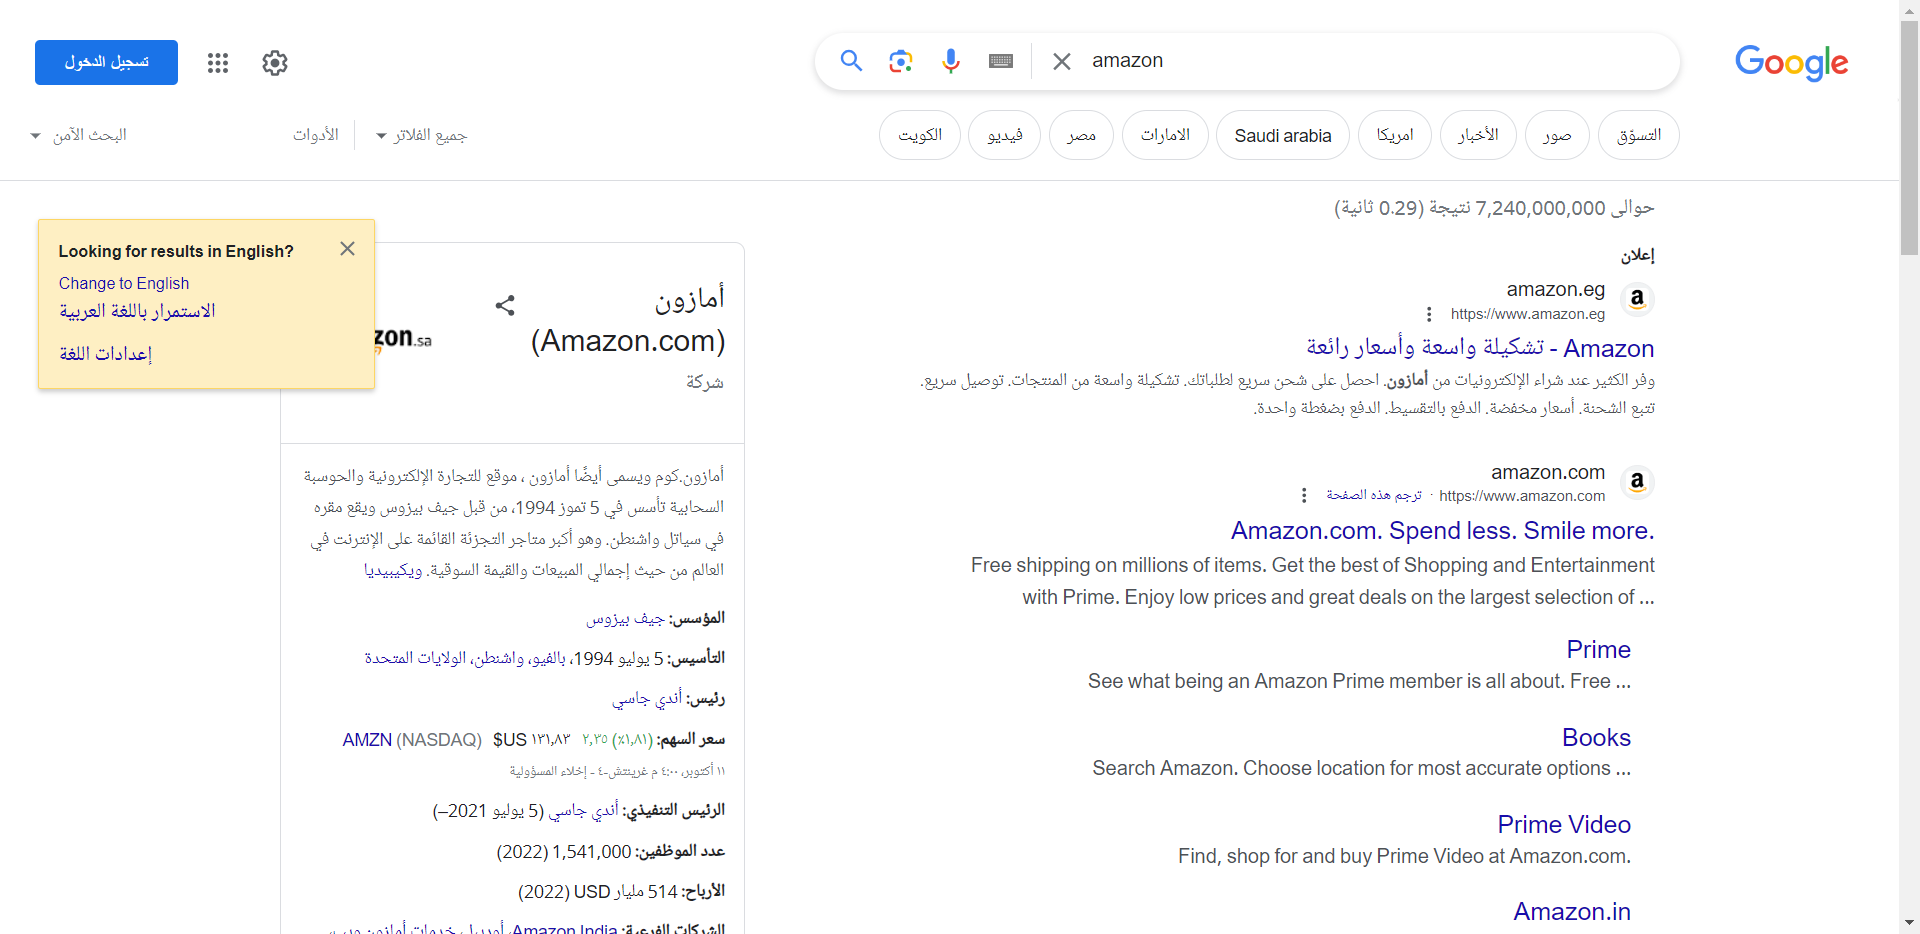 Google
amazon
تسجيل الدخول
التسوّق
صور
الأخبار
امريكا
Saudi arabia
الامارات
مصر
فيديو
الكويت
جميع الفلاتر
الأدوات
البحث الآمن
حوالى 7,240,000,000 نتيجة (0.29 ثانية)
إعلان
amazon.eg
https://www.amazon.eg
Amazon - تشكيلة واسعة وأسعار رائعة
وفر الكثير عند شراء الإلكترونيات من أمازون. احصل على شحن سريع لطلباتك. تشكيلة واسعة من المنتجات. توصيل سريع.
تتبع الشحنة. أسعار مخفضة. الدفع بالتقسيط. الدفع بضغطة واحدة.
amazon.com
https://www.amazon.com · ترجم هذه الصفحة
Amazon.com. Spend less. Smile more.
Free shipping on millions of items. Get the best of Shopping and Entertainment
with Prime. Enjoy low prices and great deals on the largest selection of ...
Prime
See what being an Amazon Prime member is all about. Free ...
Books
Search Amazon. Choose location for most accurate options ...
Prime Video
Find, shop for and buy Prime Video at Amazon.com.
Amazon.in
Looking for results in English?
Change to English
الاستمرار باللغة العربية
إعدادات اللغة
أمازون
(Amazon.com)
شركة
zon.sa
أمازون.كوم ويسمى أيضًا أمازون ، موقع للتجارة الإلكترونية والحوسبة
السحابية تأسس في 5 تموز 1994، من قبل جيف بيزوس ويقع مقره
في سياتل واشنطن. وهو أكبر متاجر التجزئة القائمة على الإنترنت في
العالم من حيث إجمالي المبيعات والقيمة السوقية. ويكيبيديا
المؤسس: جيف بيزوس
التأسيس: 5 يوليو 1994، بالفيو، واشنطن، الولايات المتحدة
رئيس: أندي جاسي
سعر السهم: AMZN (NASDAQ) $US ١٣١٫٨٣ ٢٫٣٥ (٪١٫٨١)
١١ أكتوبر، ٤:٠٠ م غرينتش-٤ - إخلاء المسؤولية
الرئيس التنفيذي: أندي جاسي (5 يوليو 2021–)
عدد الموظفين: 1,541,000 (2022)
الأرباح: 514 مليار USD (2022)
الشركات الفرعية: Amazon India،